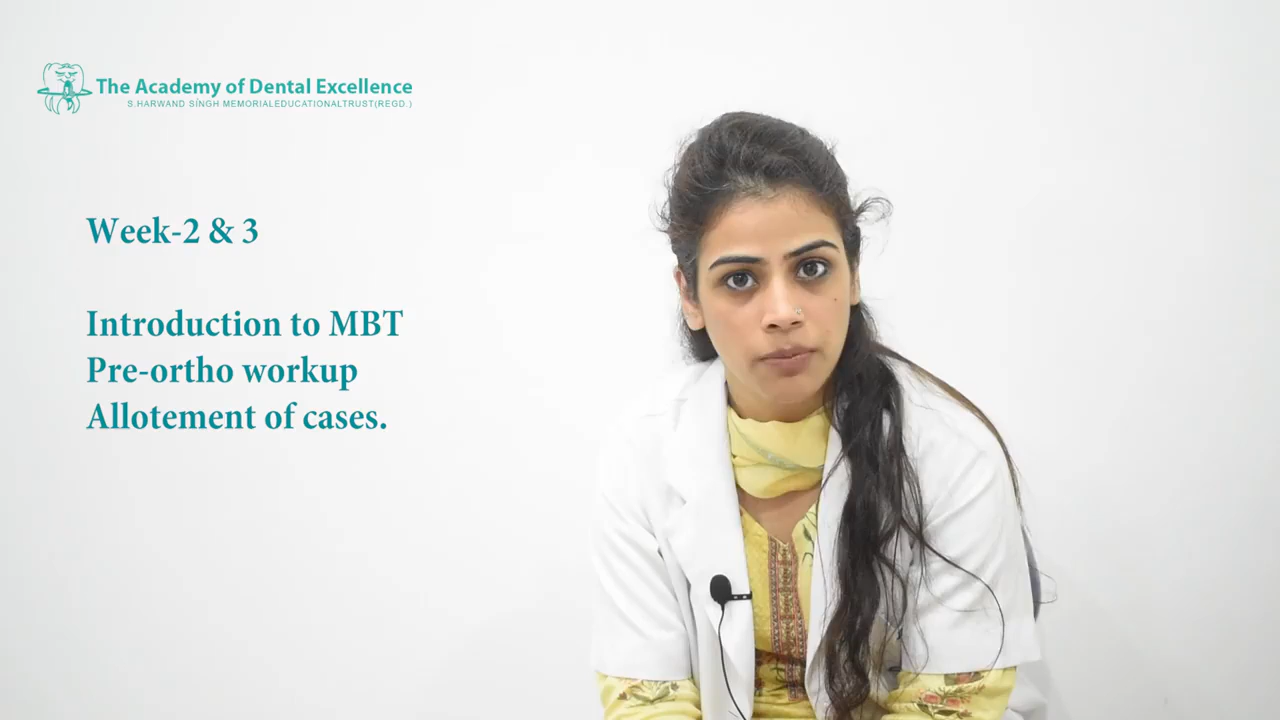 The Academy of Dental Excellence
S.HARWAND SINGH MEMORIALEDUCATIONALTRUST(REGD.)
Week-2 & 3
Introduction to MBT
Pre-ortho workup
Allotement of cases.